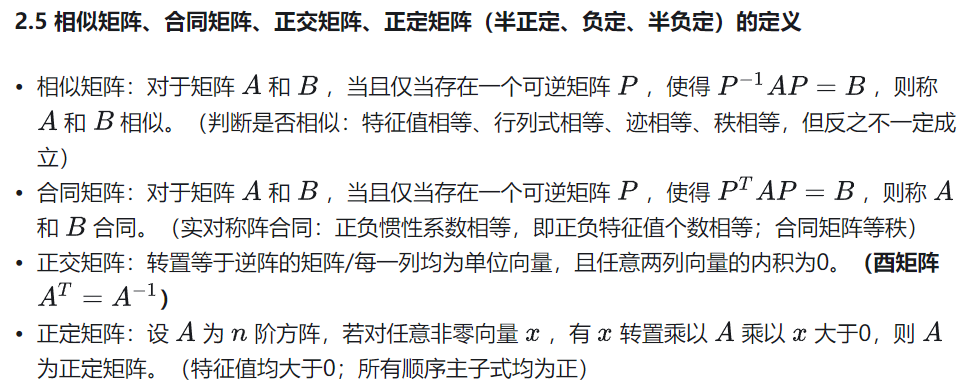 2.5 相似矩阵、合同矩阵、正交矩阵、正定矩阵（半正定、负定、半负定）的定义
• 相似矩阵：对于矩阵 A 和 B ，当且仅当存在一个可逆矩阵 P ，使得 P⁻¹AP = B ，则称
A 和 B 相似。（判断是否相似：特征值相等、行列式相等、迹相等、秩相等，但反之不一定成
立）
• 合同矩阵：对于矩阵 A 和 B ，当且仅当存在一个可逆矩阵 P ，使得 PᵀAP = B ，则称 A
和 B 合同。（实对称阵合同：正负惯性系数相等，即正负特征值个数相等；合同矩阵等秩）
• 正交矩阵：转置等于逆阵的矩阵/每一列均为单位向量，且任意两列向量的内积为0。（酉矩阵
Aᵀ = A⁻¹）
• 正定矩阵：设 A 为 n 阶方阵，若对任意非零向量 x ，有 x 转置乘以 A 乘以 x 大于0，则 A
为正定矩阵。（特征值均大于0；所有顺序主子式均为正）